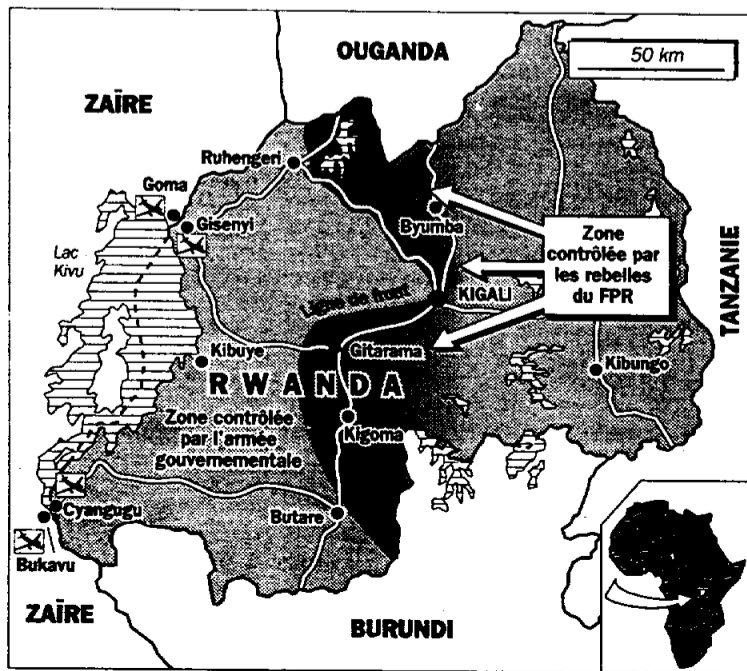 OUGANDA
50 km
ZAÏRE
Ruhengeri
Goma
Gisenyi
Byumba
Zone
contrôlée par
les rebelles
du FPR
Lac
Kivu
TANZANIE
Ligne de front
KIGALI
Kibuye
Gitarama
Kibungo
RWANDA
Zone contrôlée
par l'armée
gouvernementale
Kigoma
Cyangugu
Butare
Bukavu
ZAÏRE
BURUNDI